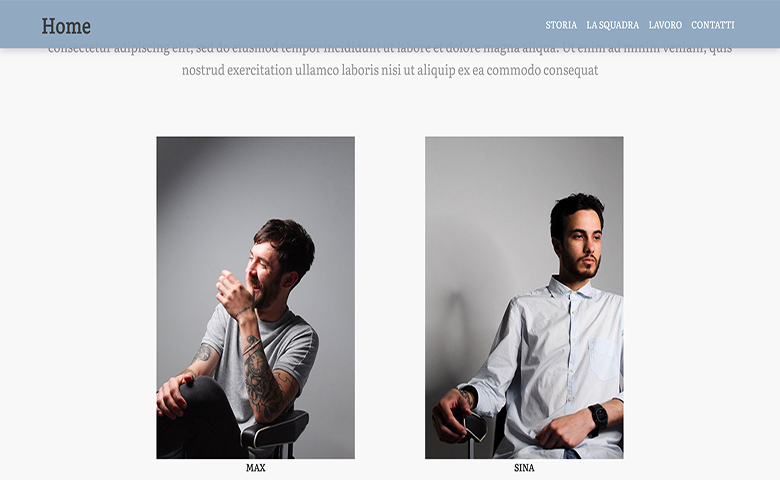 Home
STORIA LA SQUADRA LAVORO CONTATTI
consectetur adipiscing elit, sed do eiusmod tempor incididunt ut labore et dolore magna aliqua. Ut enim ad minim veniam, quis
nostrud exercitation ullamco laboris nisi ut aliquip ex ea commodo consequat
MAX
SINA